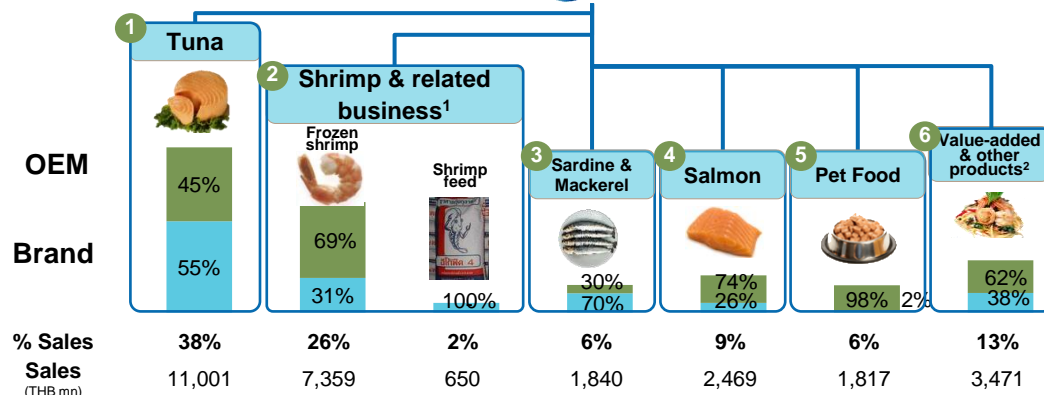 1
Tuna
2
Shrimp & related
business1
Frozen
shrimp
Shrimp
feed
3
Sardine &
Mackerel
4
Salmon
5
Pet Food
6
Value-added
& other
products2
OEM
Brand
45%
55%
69%
31%
100%
30%
70%
74%
26%
98%
2%
62%
38%
% Sales
38%
26%
2%
6%
9%
6%
13%
Sales
(THB mn)
11,001
7,359
650
1,840
2,469
1,817
3,471